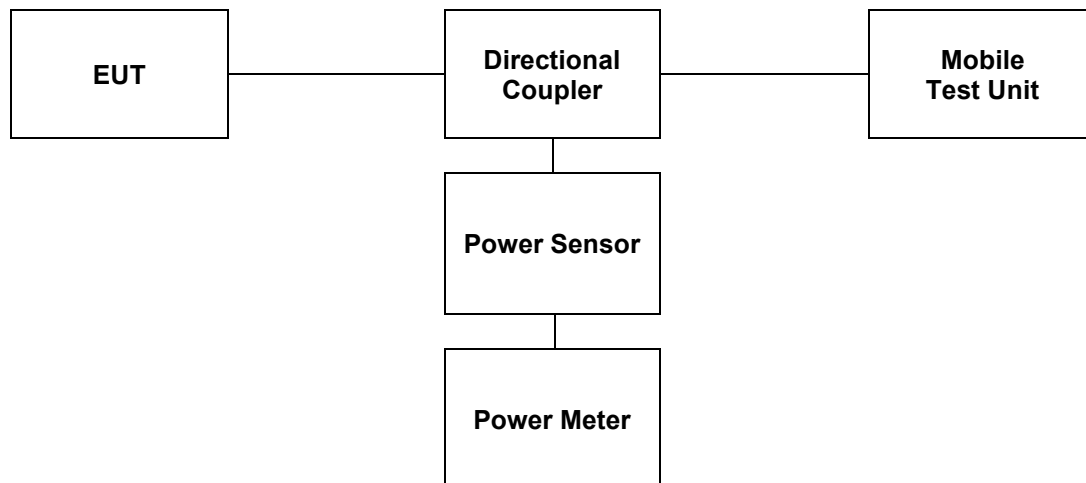 EUT
Directional
Coupler
Mobile
Test Unit
Power Sensor
Power Meter